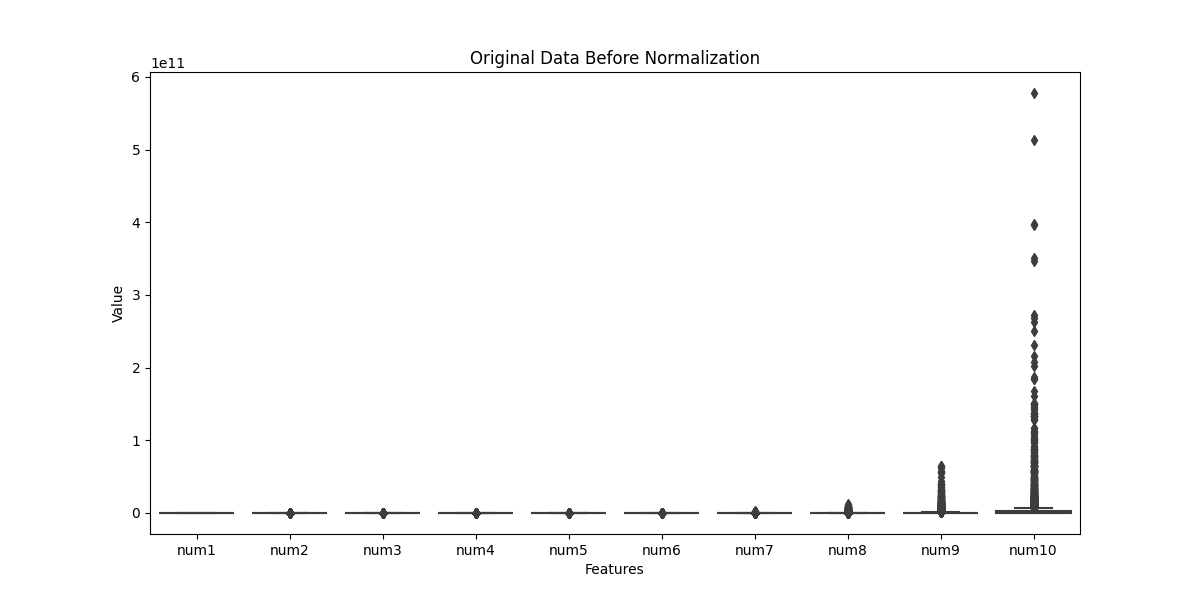 Original Data Before Normalization
1e11
6
5
4
3
2
1
0
Value
num1 num2 num3 num4 num5 num6 num7 num8 num9 num10
Features